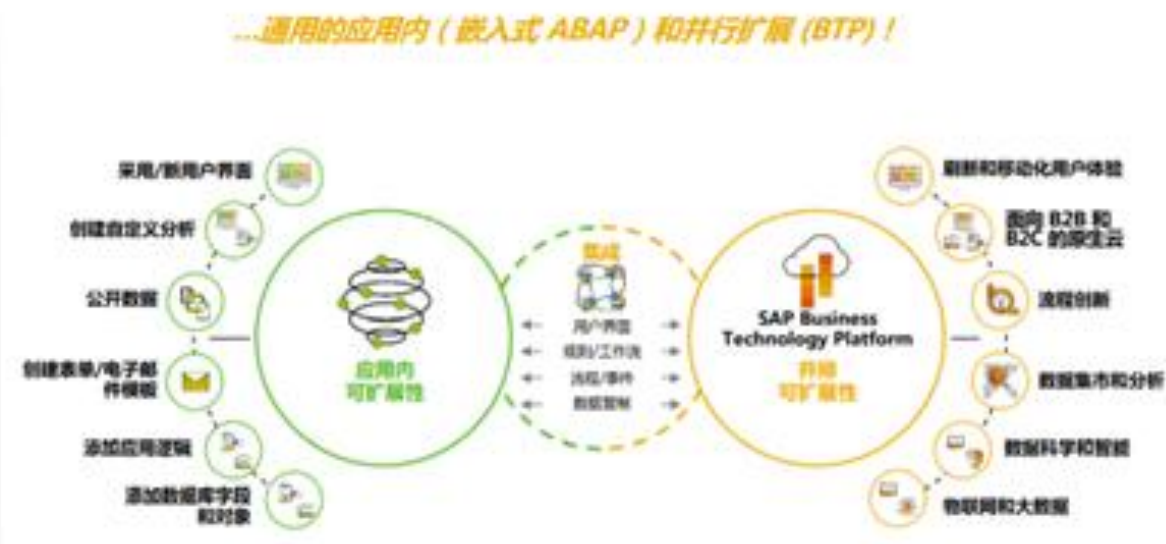 ...通用的应用内（嵌入式 ABAP）和并行扩展 (BTP)！
采用/新用户界面
创建自定义分析
公开数据
创建表单/电子邮
件模板
添加应用逻辑
添加数据库字段
和对象
应用内
可扩展性
集成
用户界面
规则/工作流
流程/事件
SAP Business
Technology Platform
可扩展性
刷新和移动化用户体验
面向 B2B 和
B2C 的原生云
流程创新
数据集市和分析
数据科学和智能
物联网和大数据